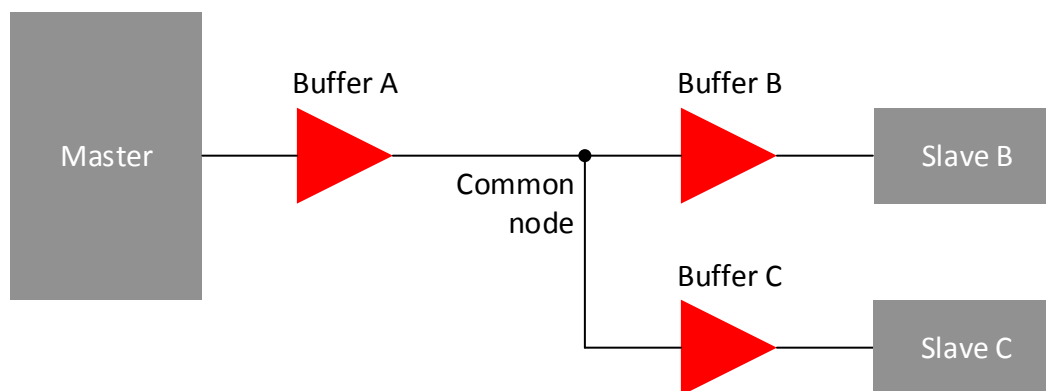 Buffer A
Buffer B
Master
Slave B
Common
node
Buffer C
Slave C